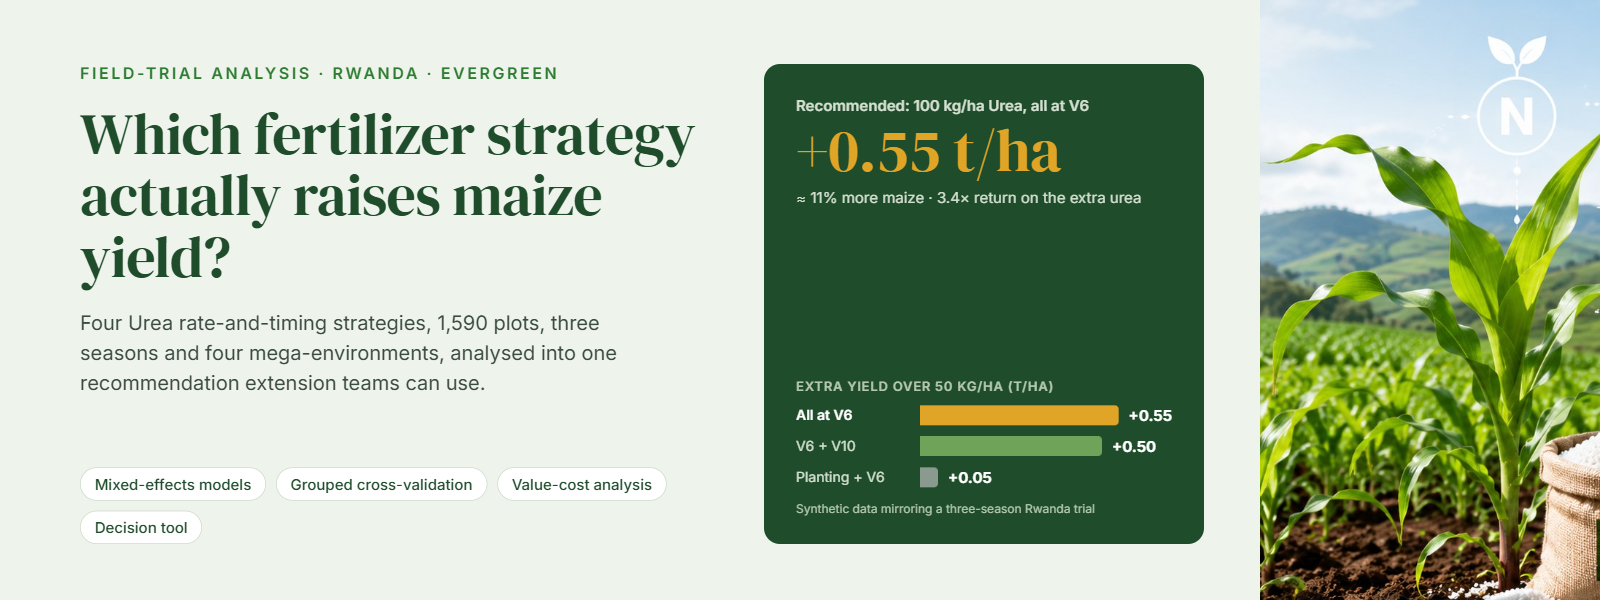 FIELD-TRIAL ANALYSIS · RWANDA · EVERGREEN
Which fertilizer strategy
actually raises maize
yield?
Four Urea rate-and-timing strategies, 1,590 plots, three
seasons and four mega-environments, analysed into one
recommendation extension teams can use.
Mixed-effects models
Grouped cross-validation
Value-cost analysis
Decision tool
Recommended: 100 kg/ha Urea, all at V6
+0.55 t/ha
≈ 11% more maize · 3.4× return on the extra urea
EXTRA YIELD OVER 50 KG/HA (T/HA)
All at V6 +0.55
V6 + V10 +0.50
Planting + V6 +0.05
Synthetic data mirroring a three-season Rwanda trial
N